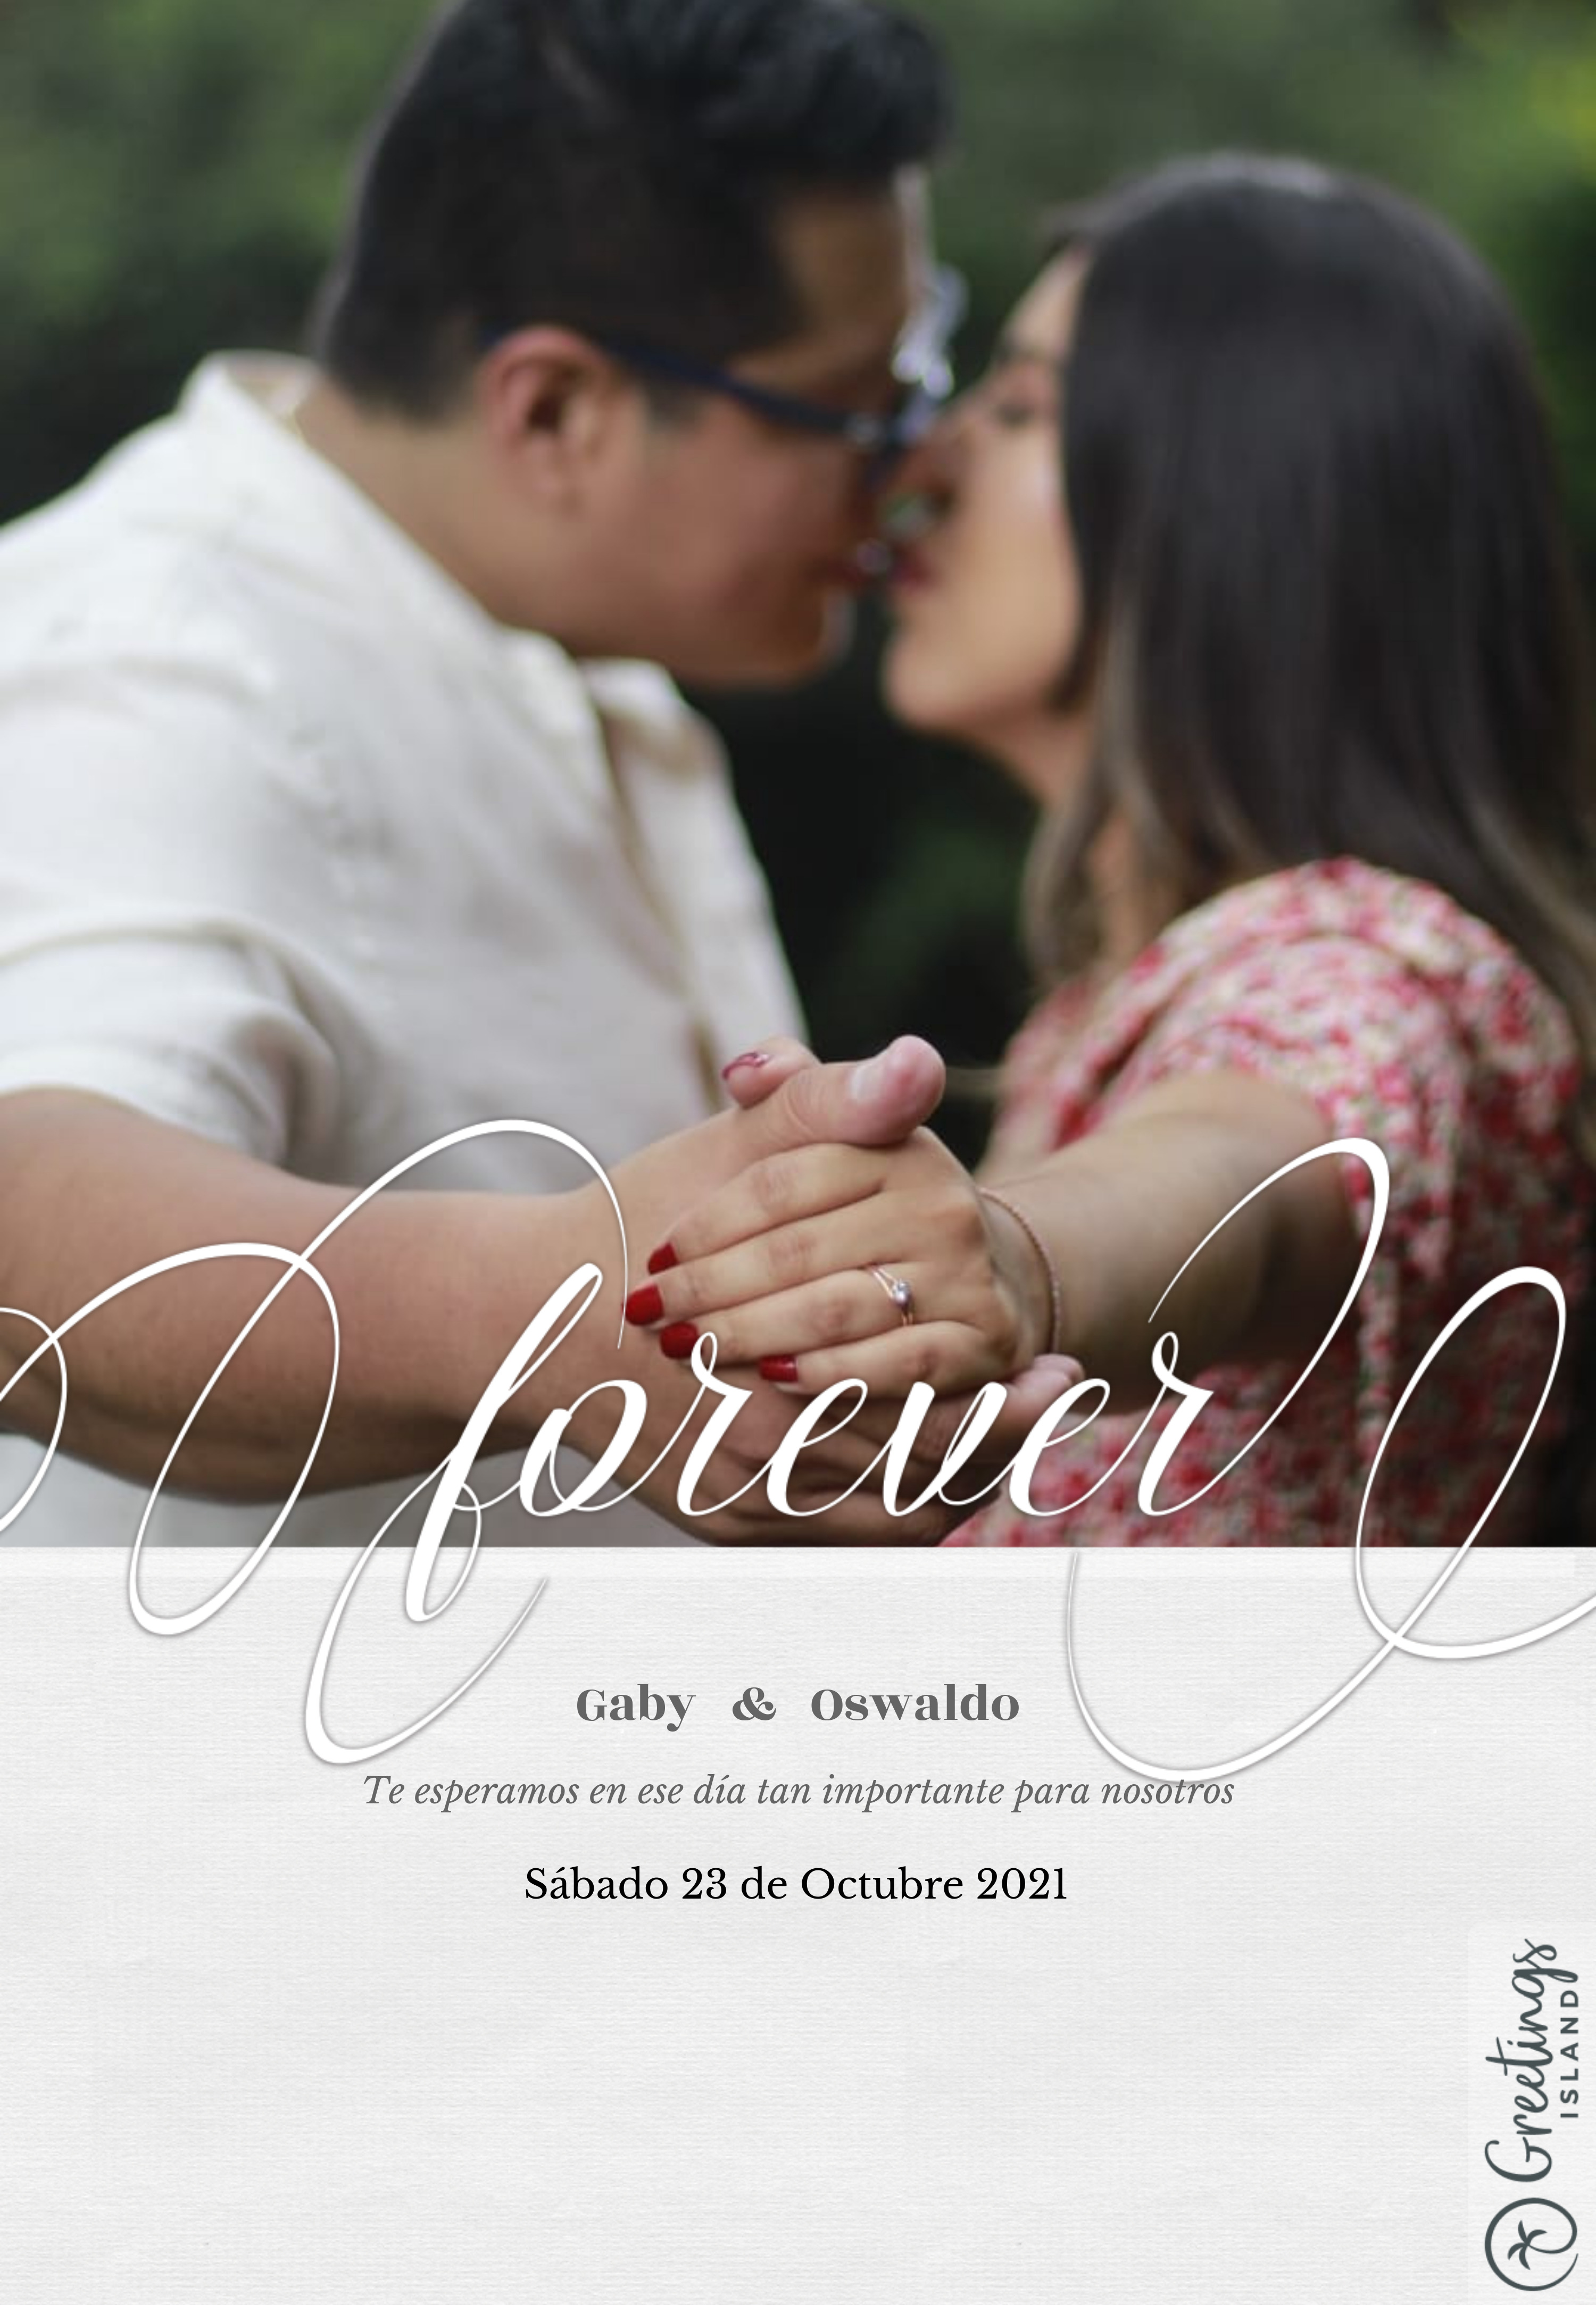 forever
Gaby & Oswaldo
Te esperamos en ese día tan importante para nosotros
Sábado 23 de Octubre 2021
Greetings
ISLAND